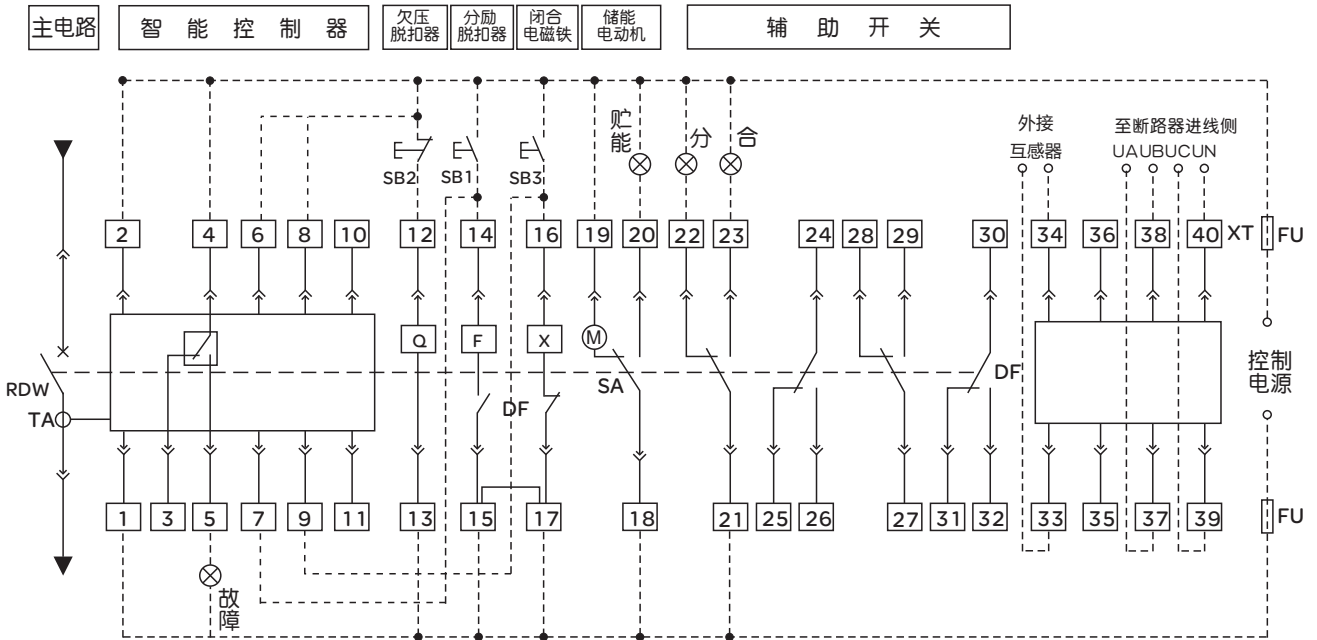 主电路 智能控制器 欠压脱扣器 分励脱扣器 闭合电磁铁 储能电动机 辅助开关
贮能 分 合
外接互感器 至断路器进线侧
UAUBUCUN
SB2 SB1 SB3
2 4 6 8 10 12 14 16 19 20 22 23 24 28 29 30 34 36 38 40 XT FU
Q F X M
RDW SA DF 控制电源
TA DF
1 3 5 7 9 11 13 15 17 18 21 25 26 27 31 32 33 35 37 39 FU
故障